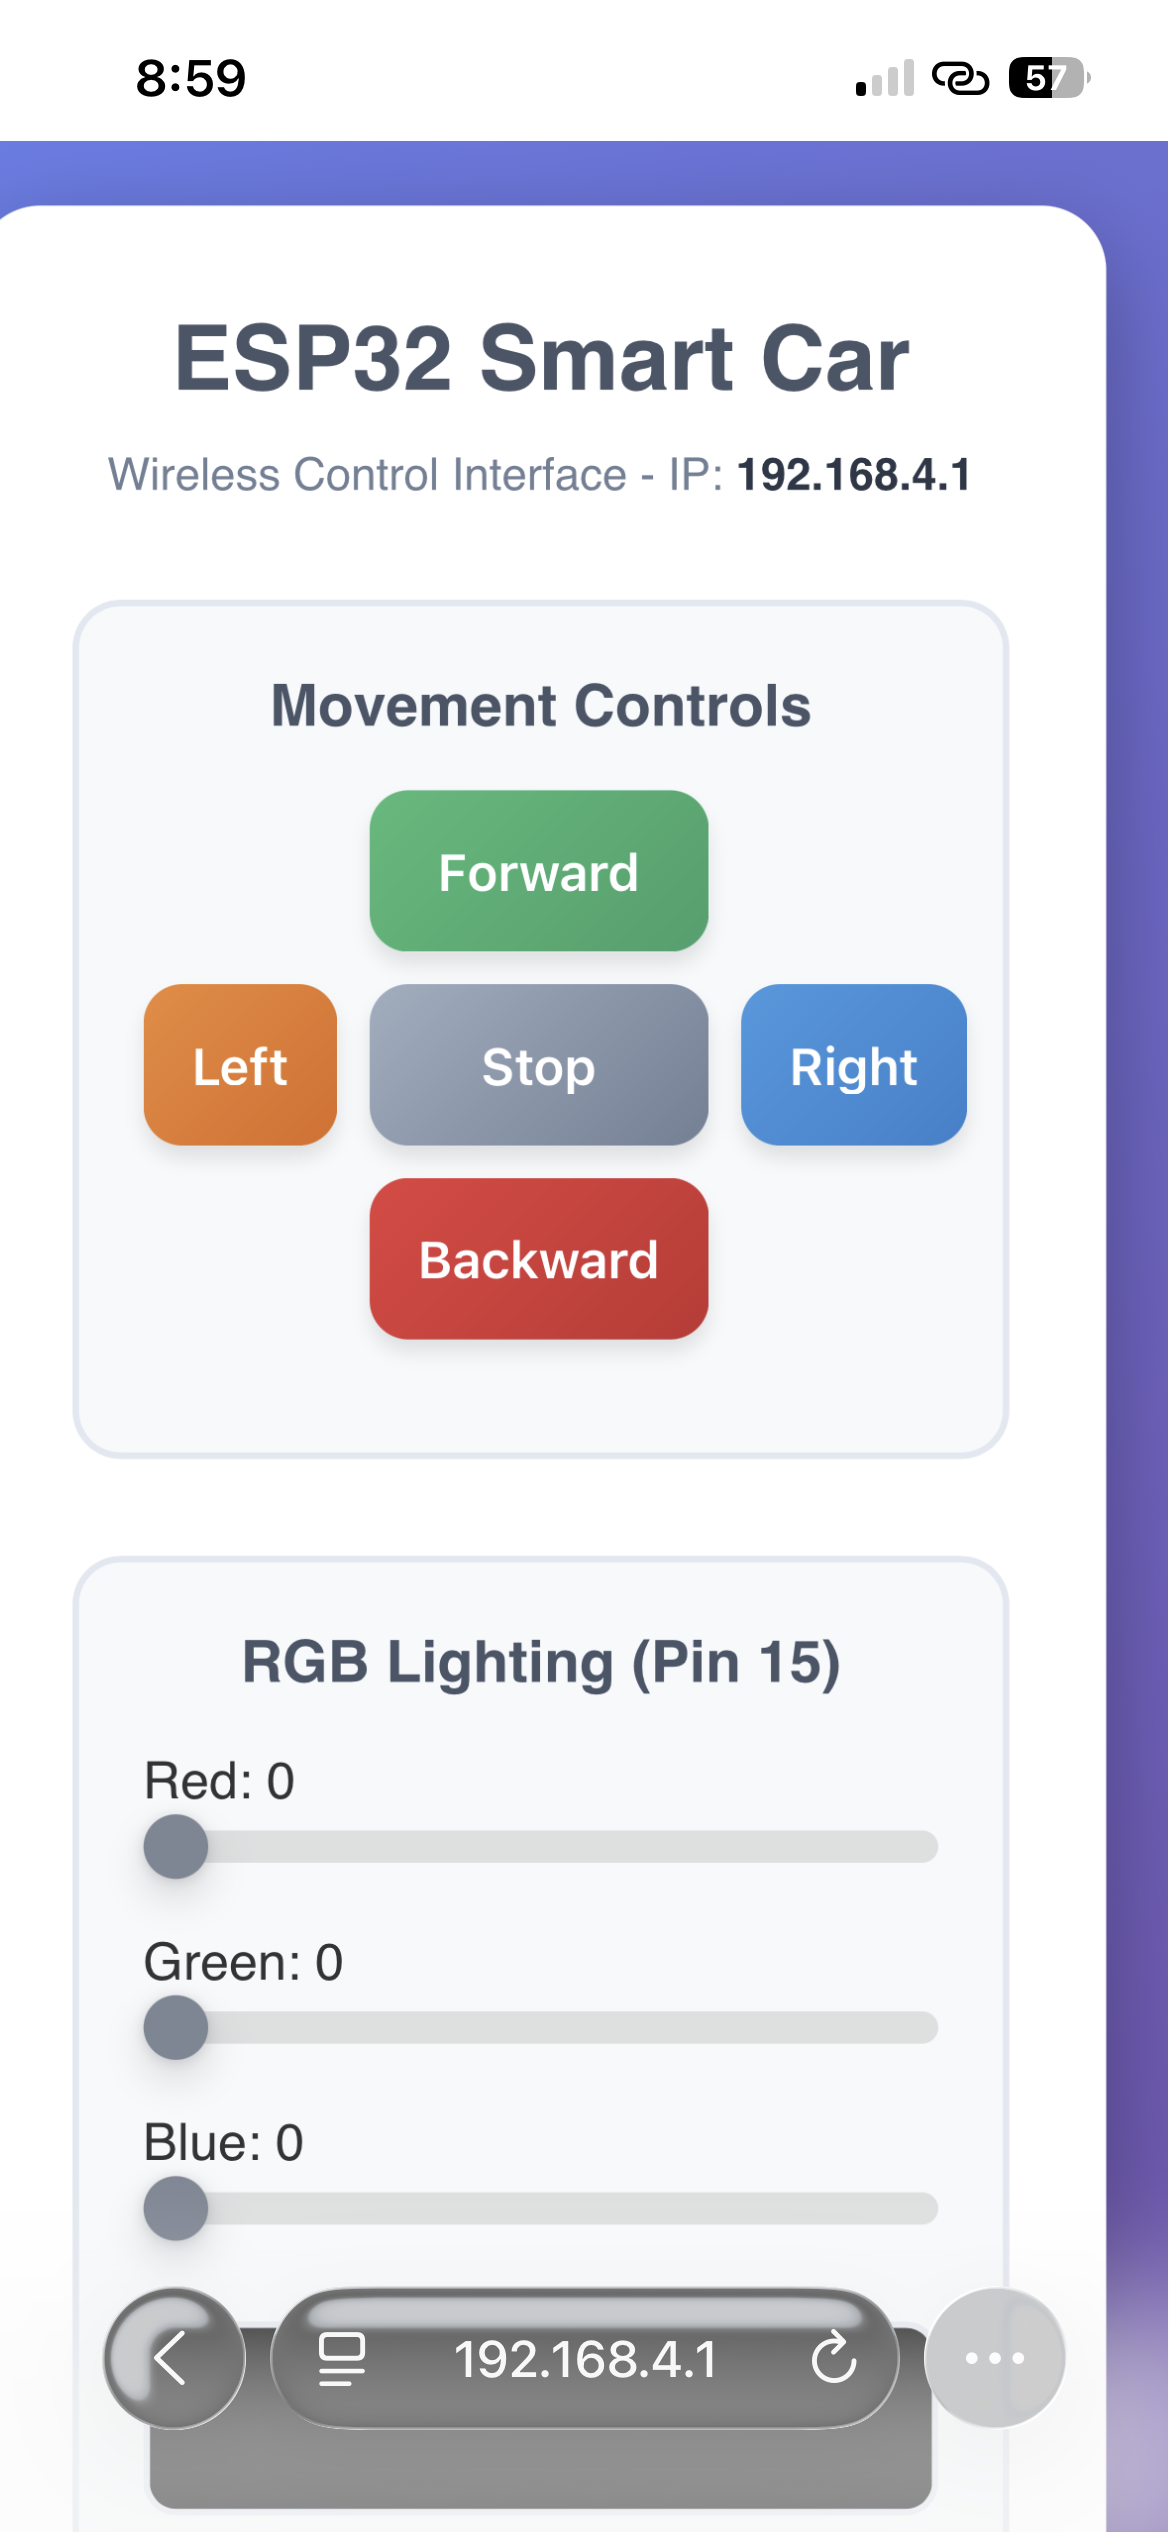 8:59
57
ESP32 Smart Car
Wireless Control Interface - IP: 192.168.4.1
Movement Controls
Forward
Left Stop Right
Backward
RGB Lighting (Pin 15)
Red: 0
Green: 0
Blue: 0
192.168.4.1